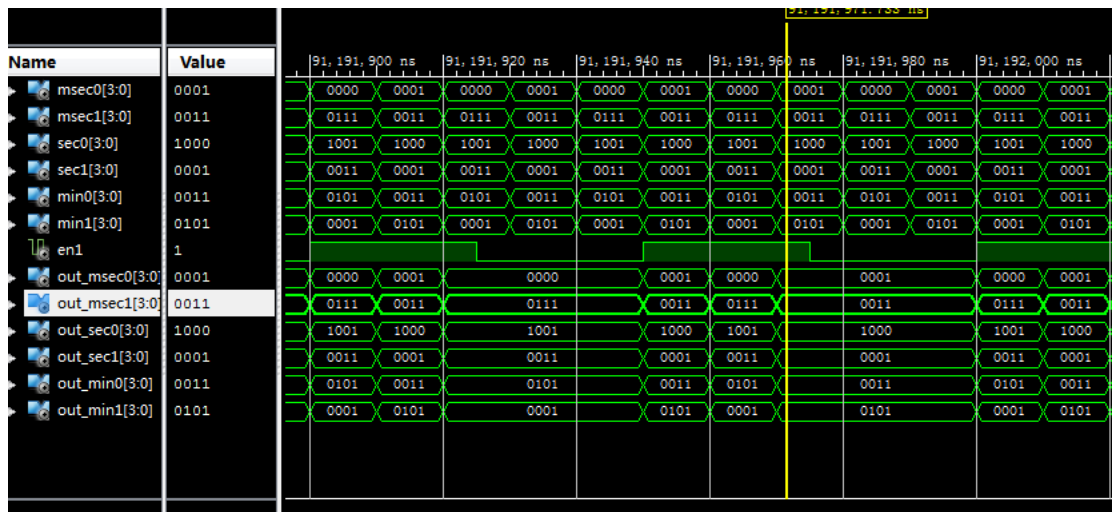 91,191,971.733 ns
Name Value 91,191,900 ns 91,191,920 ns 91,191,940 ns 91,191,960 ns 91,191,980 ns 91,192,000 ns
msec0[3:0] 0001 0000 0001 0000 0001 0000 0001 0000 0001 0000 0001 0000 0001
msec1[3:0] 0011 0111 0011 0111 0011 0111 0011 0111 0011 0111 0011 0111 0011
sec0[3:0] 1000 1001 1000 1001 1000 1001 1000 1001 1000 1001 1000 1001 1000
sec1[3:0] 0001 0011 0001 0011 0001 0011 0001 0011 0001 0011 0001 0011 0001
min0[3:0] 0011 0101 0011 0101 0011 0101 0011 0101 0011 0101 0011 0101 0011
min1[3:0] 0101 0001 0101 0001 0101 0001 0101 0001 0101 0001 0101 0001 0101
en1 1
out_msec0[3:0] 0001 0000 0001 0000 0001 0000 0001 0000 0001
out_msec1[3:0] 0011 0111 0011 0111 0011 0111 0011 0111 0011
out_sec0[3:0] 1000 1001 1000 1001 1000 1001 1000 1001 1000
out_sec1[3:0] 0001 0011 0001 0011 0001 0011 0001 0011 0001
out_min0[3:0] 0011 0101 0011 0101 0011 0101 0011 0101 0011
out_min1[3:0] 0101 0001 0101 0001 0101 0001 0101 0001 0101